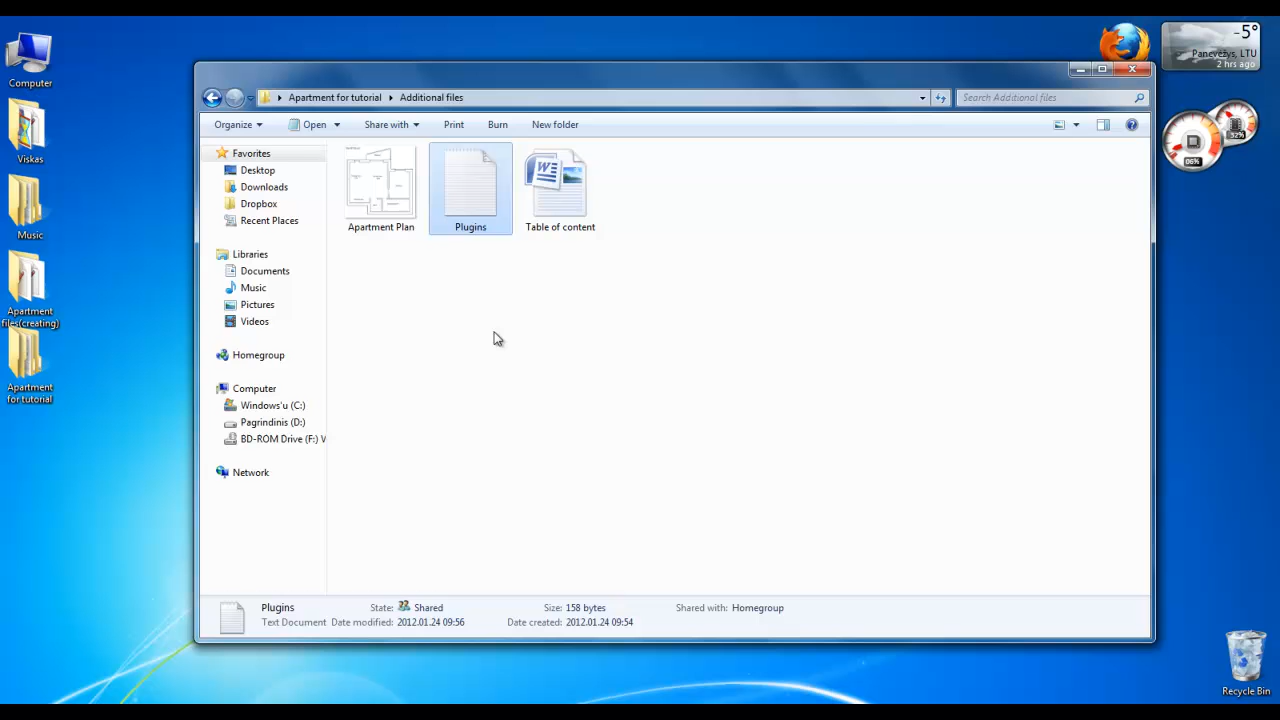 Computer
Viskas
Music
Apartment
files(creating)
Apartment
for tutorial
-5°
Panevėžys, LTU
2 hrs ago
52%
06%
Recycle Bin
Apartment for tutorial
Additional files
Search Additional files
Organize
Open
Share with
Print
Burn
New folder
Favorites
Desktop
Downloads
Dropbox
Recent Places
Libraries
Documents
Music
Pictures
Videos
Homegroup
Computer
Windows'u (C:)
Pagrindinis (D:)
BD-ROM Drive (F:) V
Network
Apartment Plan
Plugins
Table of content
Plugins State: Shared Size: 158 bytes Shared with: Homegroup
Text Document Date modified: 2012.01.24 09:56 Date created: 2012.01.24 09:54